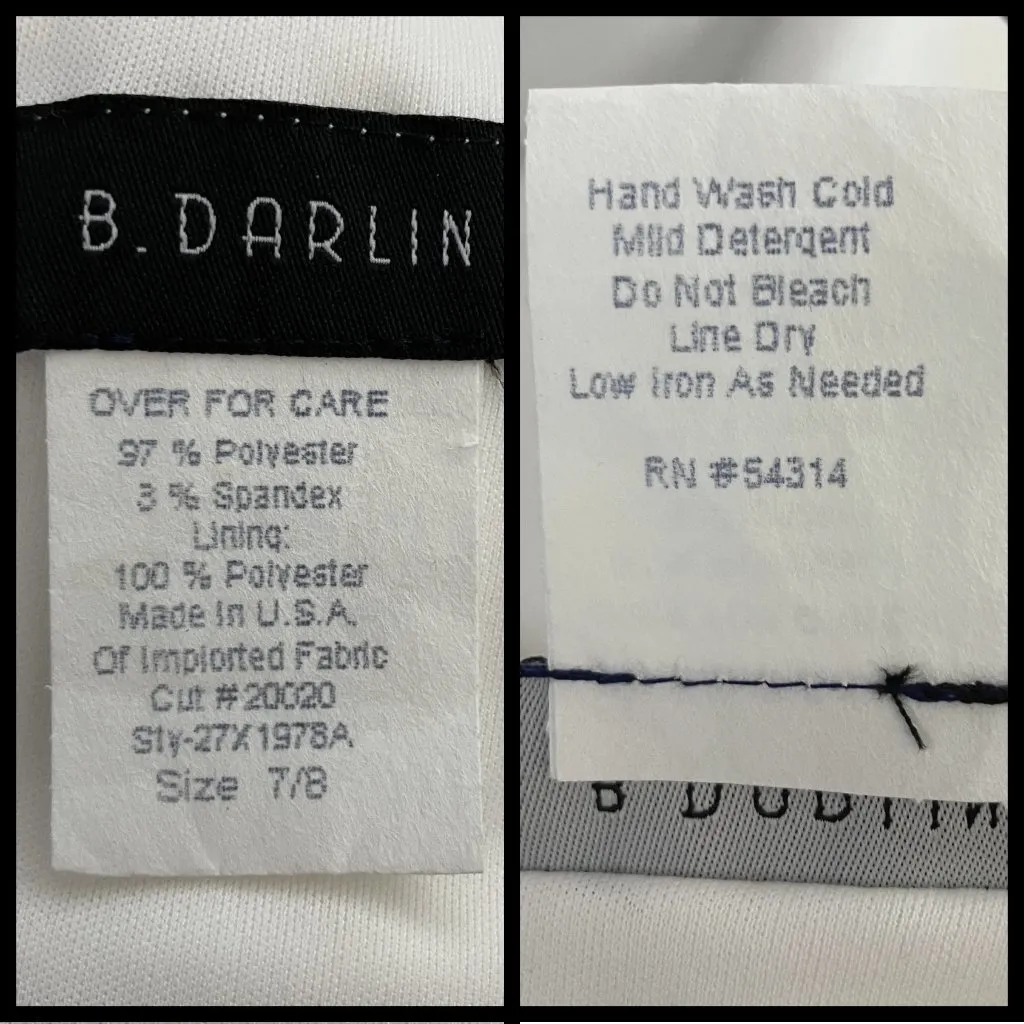 B. DARLIN
OVER FOR CARE
97 % Polyester
3 % Spandex
Lining:
100 % Polyester
Made In U.S.A.
Of Implorted Fabric
Cut #20020
Sty-27X1978A
Size 7/8
Hand Wash Cold
Mild Detergent
Do Not Bleach
Line Dry
Low Iron As Needed
RN #54314